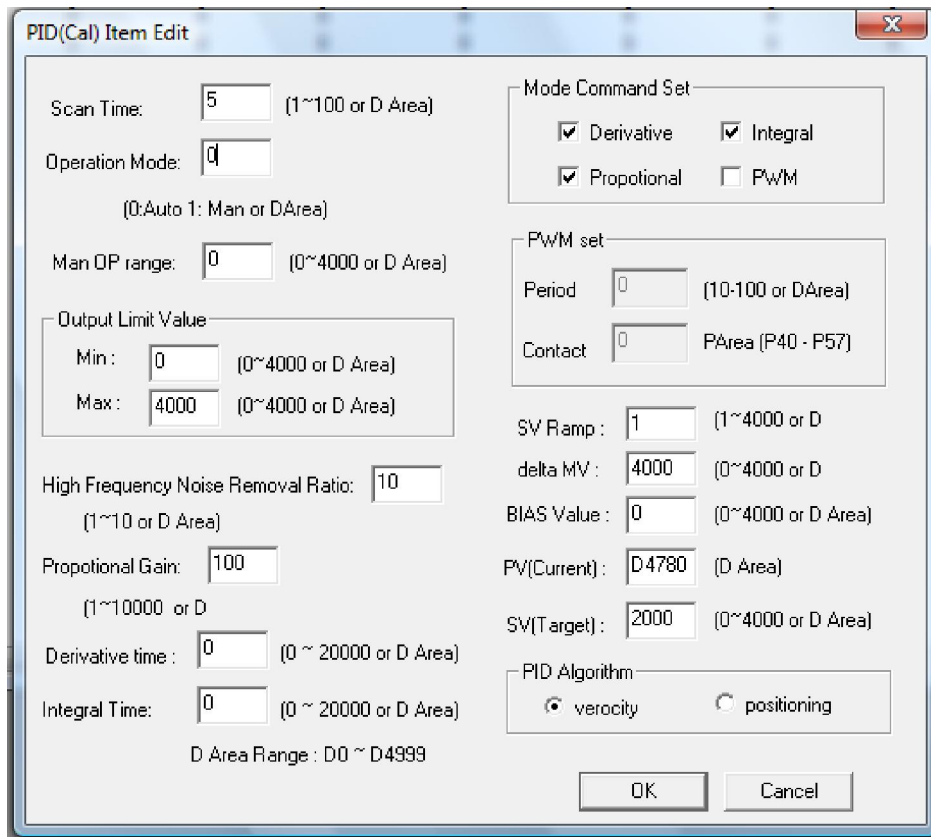 PID(Cal) Item Edit
Scan Time: 5 (1~100 or D Area)
Operation Mode: 0
(0:Auto 1: Man or DArea)
Man OP range: 0 (0~4000 or D Area)
Output Limit Value
Min : 0 (0~4000 or D Area)
Max : 4000 (0~4000 or D Area)
High Frequency Noise Removal Ratio: 10
(1~10 or D Area)
Propotional Gain: 100
(1~10000 or D
Derivative time : 0 (0 ~ 20000 or D Area)
Integral Time: 0 (0 ~ 20000 or D Area)
D Area Range : D0 ~ D4999
Mode Command Set
Derivative Integral
Propotional PWM
PWM set
Period 0 (10-100 or DArea)
Contact 0 PArea (P40 - P57)
SV Ramp : 1 (1~4000 or D
delta MV : 4000 (0~4000 or D
BIAS Value : 0 (0~4000 or D Area)
PV(Current) : D4780 (D Area)
SV(Target) : 2000 (0~4000 or D Area)
PID Algorithm
verocity positioning
OK Cancel